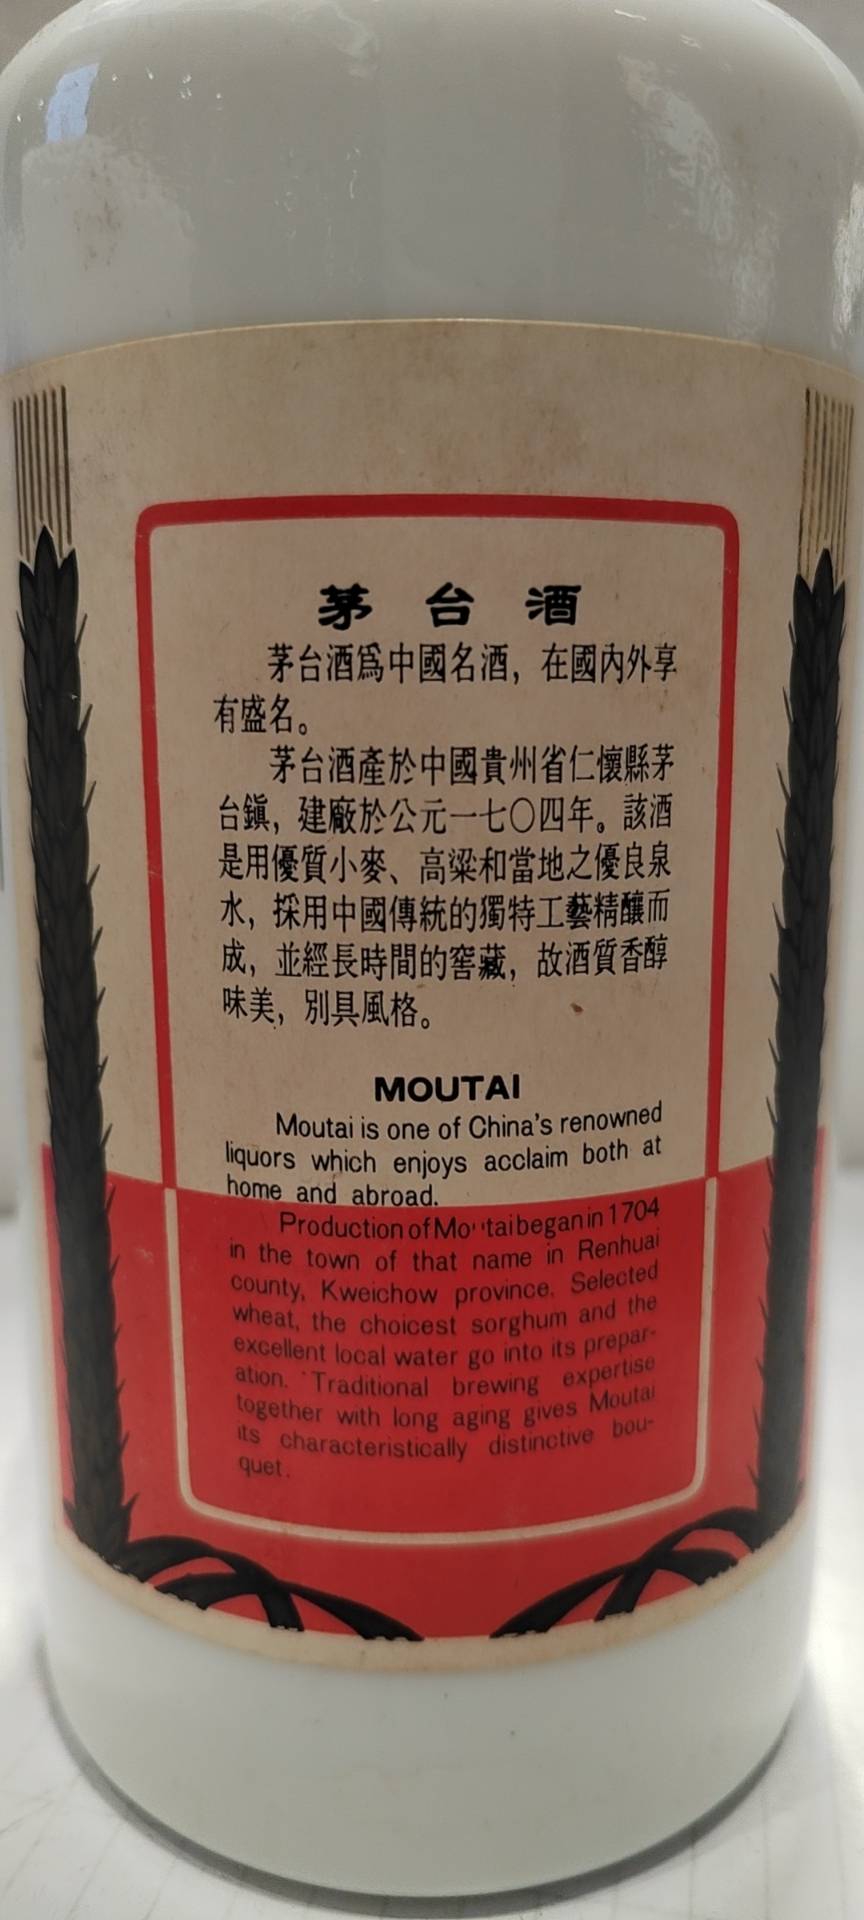 茅台酒
茅台酒爲中國名酒，在國內外享
有盛名。
茅台酒產於中國貴州省仁懷縣茅
台鎭，建廠於公元一七〇四年。該酒
是用優質小麥、高粱和當地之優良泉
水，採用中國傳統的獨特工藝精釀而
成，並經長時間的窖藏，故酒質香醇
味美，別具風格。
MOUTAI
Moutai is one of China's renowned
liquors which enjoys acclaim both at
home and abroad.
Production of Moutai began in 1704
in the town of that name in Renhuai
county, Kweichow province. Selected
wheat, the choicest sorghum and the
excellent local water go into its prepar-
ation. Traditional brewing expertise
together with long aging gives Moutai
its characteristically distinctive bou-
quet.